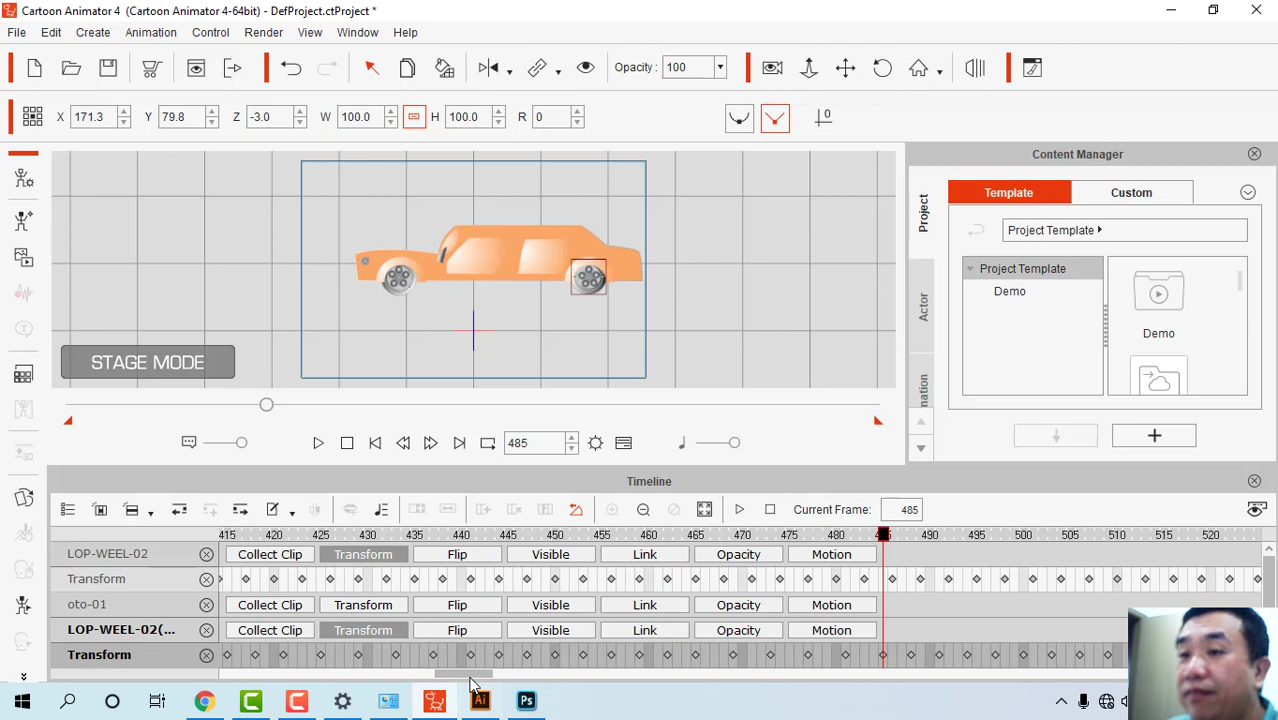 Cartoon Animator 4 (Cartoon Animator 4-64bit) - DefProject.ctProject *
File Edit Create Animation Control Render View Window Help
Opacity : 100
X 171.3 Y 79.8 Z -3.0 W 100.0 H 100.0 R 0
Content Manager
Project
Template Custom
Project Template
Project Template
Demo
Demo
Actor
STAGE MODE
485
Timeline
Current Frame: 485
415 420 425 430 435 440 445 450 455 460 465 470 475 480 490 495 500 505 510 515 520
LOP-WEEL-02 Collect Clip Transform Flip Visible Link Opacity Motion
Transform
oto-01 Collect Clip Transform Flip Visible Link Opacity Motion
LOP-WEEL-02(... Collect Clip Transform Flip Visible Link Opacity Motion
Transform
Ai Ps